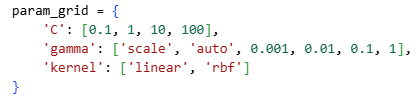 param_grid = {
    'C': [0.1, 1, 10, 100],
    'gamma': ['scale', 'auto', 0.001, 0.01, 0.1, 1],
    'kernel': ['linear', 'rbf']
}